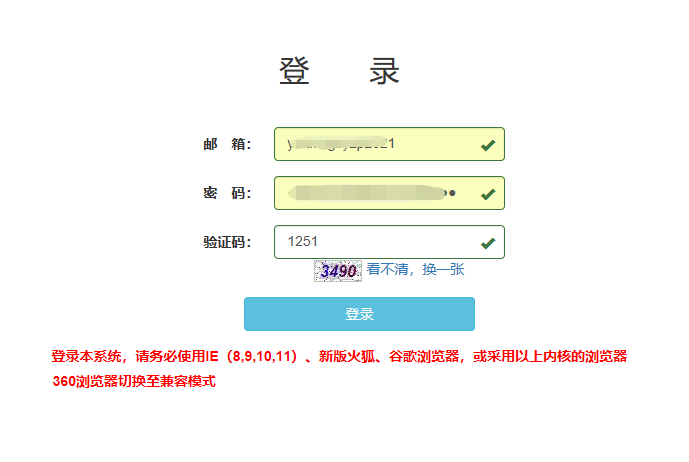 登 录
邮 箱:
密 码:
验证码: 1251
3490 看不清，换一张
登录
登录本系统，请务必使用IE（8,9,10,11）、新版火狐、谷歌浏览器，或采用以上内核的浏览器
360浏览器切换至兼容模式